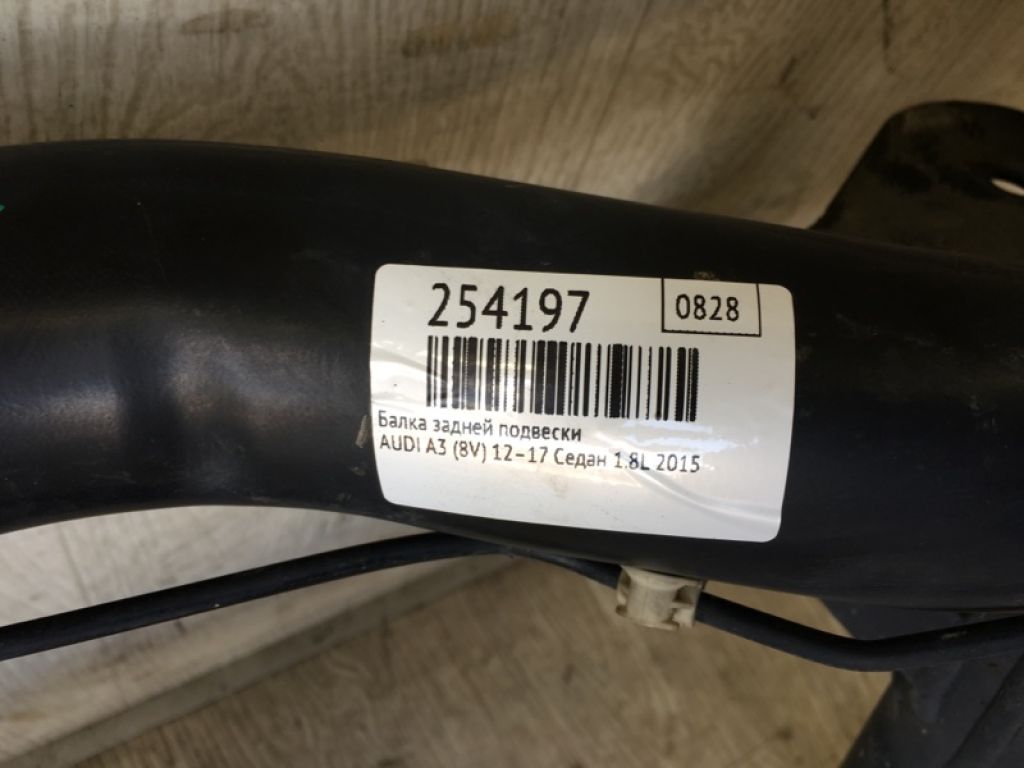 254197
0828
Балка задней подвески
AUDI A3 (8V) 12-17 Седан 1.8L 2015